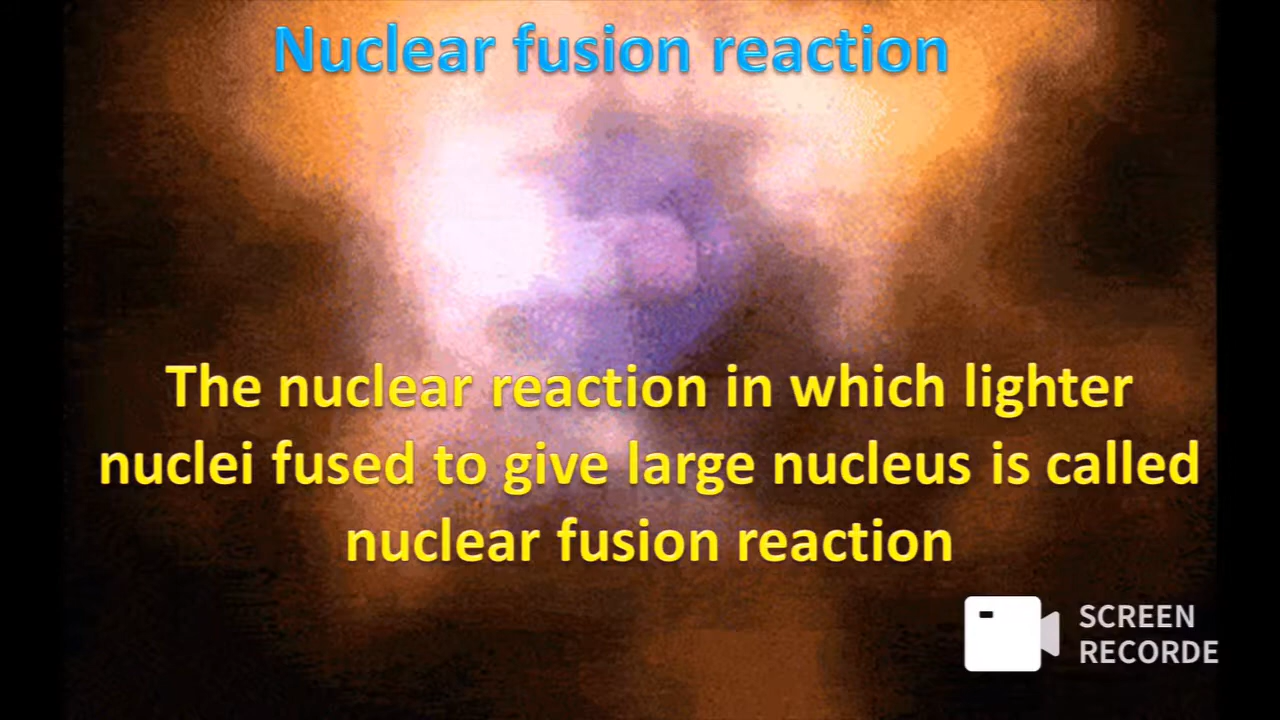 Nuclear fusion reaction
The nuclear reaction in which lighter
nuclei fused to give large nucleus is called
nuclear fusion reaction
SCREEN
RECORDE